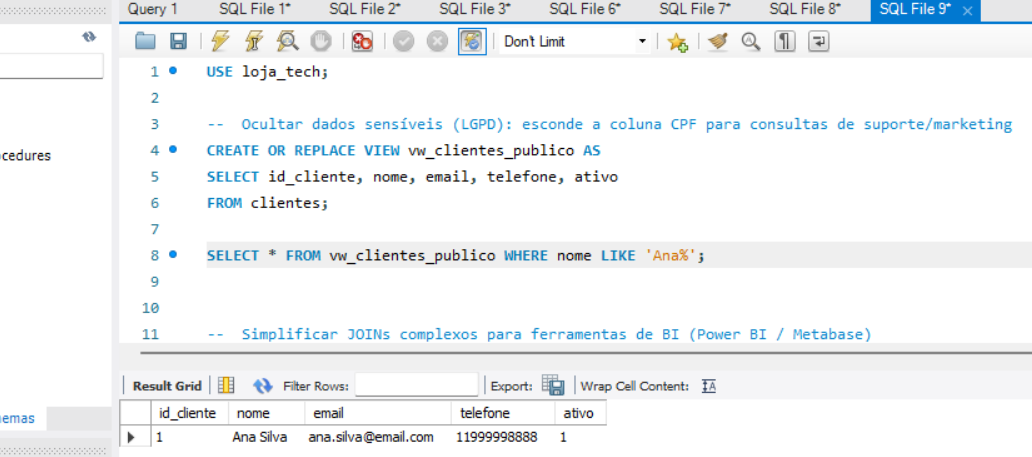 Query 1 SQL File 1* SQL File 2* SQL File 3* SQL File 6* SQL File 7* SQL File 8* SQL File 9*
Don't Limit
1 USE loja_tech;
2
3 -- Ocultar dados sensíveis (LGPD): esconde a coluna CPF para consultas de suporte/marketing
4 CREATE OR REPLACE VIEW vw_clientes_publico AS
5 SELECT id_cliente, nome, email, telefone, ativo
6 FROM clientes;
7
8 SELECT * FROM vw_clientes_publico WHERE nome LIKE 'Ana%';
9
10
11 -- Simplificar JOINs complexos para ferramentas de BI (Power BI / Metabase)
ocedures
Result Grid Filter Rows: Export: Wrap Cell Content: IA
id_cliente nome email telefone ativo
1 Ana Silva ana.silva@email.com 11999998888 1
emas